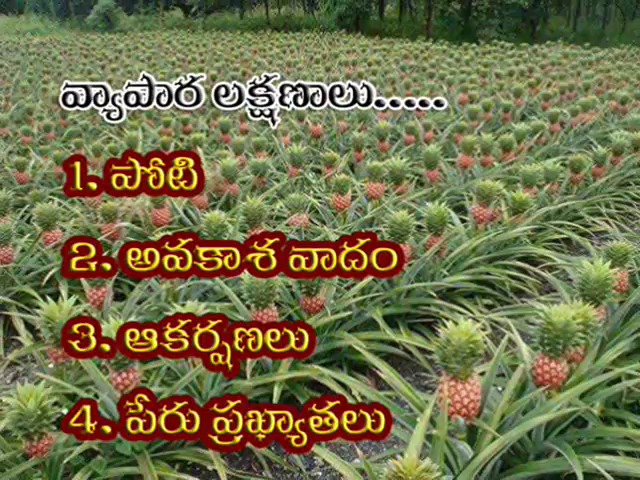 వ్యాపార లక్షణాలు.....
1. పోటి
2. అవకాశ వాదం
3. ఆకర్షణలు
4. పేరు ప్రఖ్యాతలు